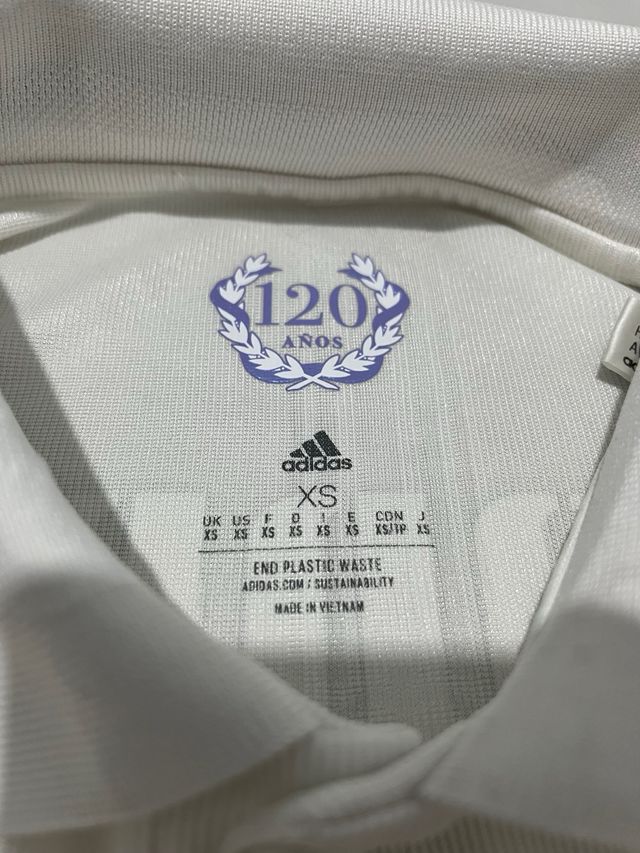 120
AÑOS
adidas
XS
UK US F D I E CDN J
XS XS XS XS XS XS XS/TP XS
END PLASTIC WASTE
ADIDAS.COM / SUSTAINABILITY
MADE IN VIETNAM